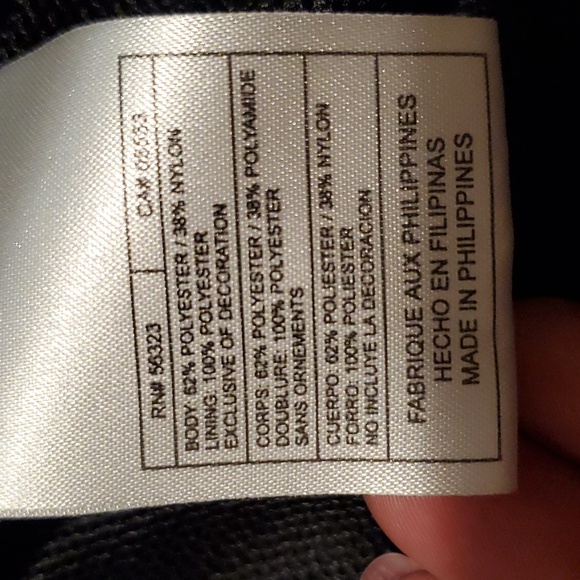 RN# 56323
CA#
BODY: 62% POLYESTER / 38% NYLON
LINING: 100% POLYESTER
EXCLUSIVE OF DECORATION
CORPS: 62% POLYESTER / 38% POLYAMIDE
DOUBLURE: 100% POLYESTER
SANS ORNEMENTS
CUERPO: 62% POLIESTER / 38% NYLON
FORRO: 100% POLIESTER
NO INCLUYE LA DECORACION
FABRIQUE AUX PHILIPPINES
HECHO EN FILIPINAS
MADE IN PHILIPPINES